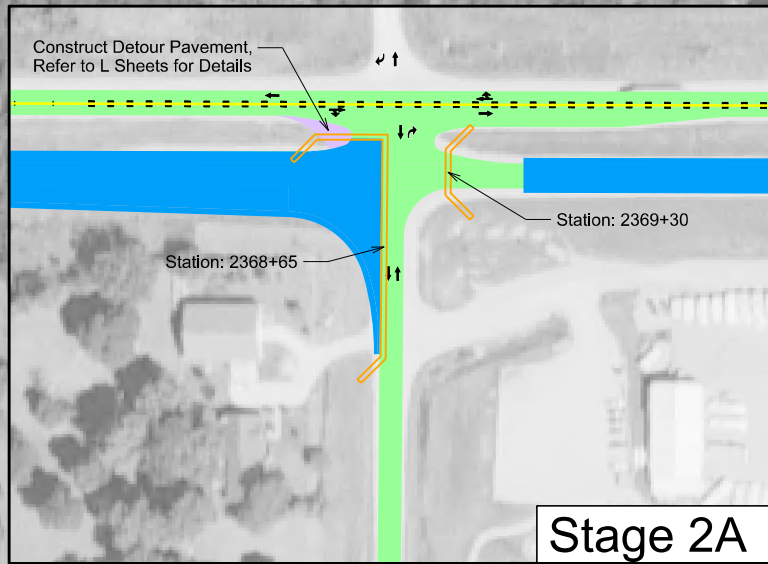 Construct Detour Pavement,
Refer to L Sheets for Details
Station: 2369+30
Station: 2368+65
Stage 2A